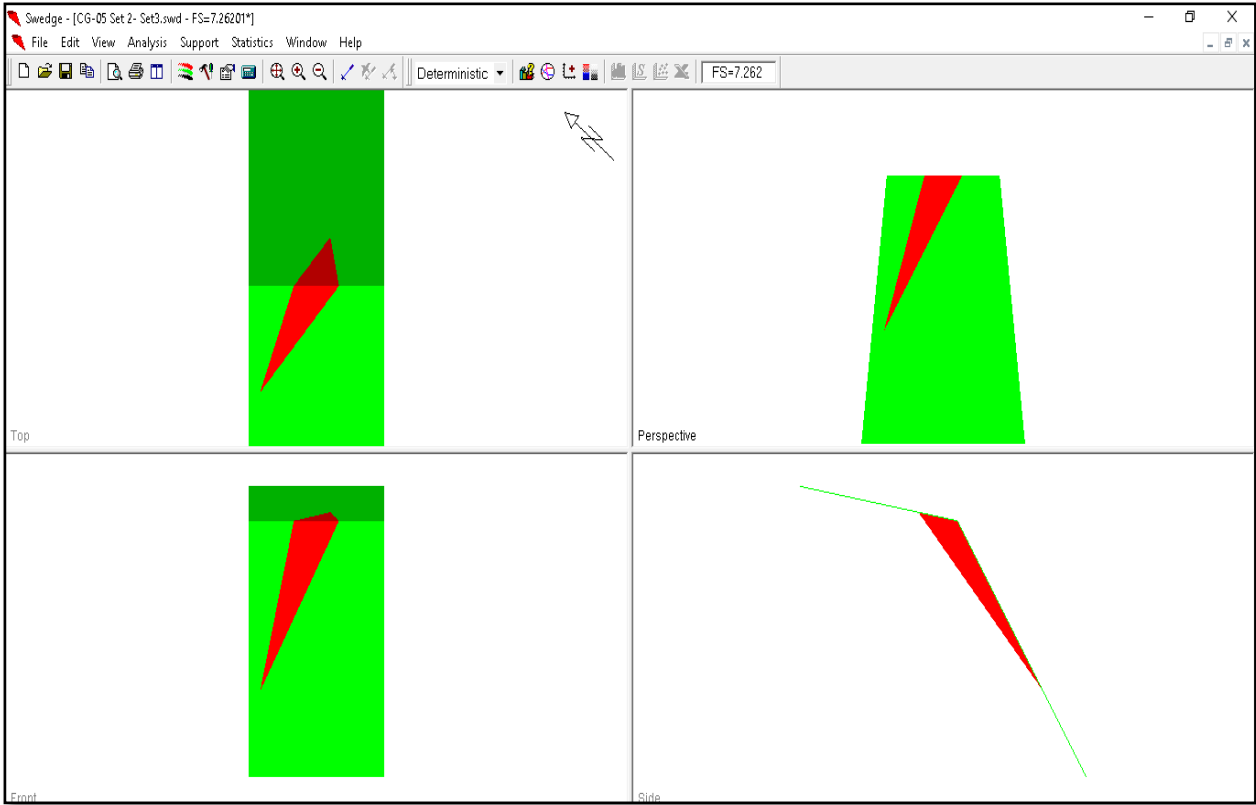 Swedge - [CG-05 Set 2- Set3.swd - FS=7.26201*]
File Edit View Analysis Support Statistics Window Help
Deterministic FS=7.262
N
Top
Perspective
Front
Side